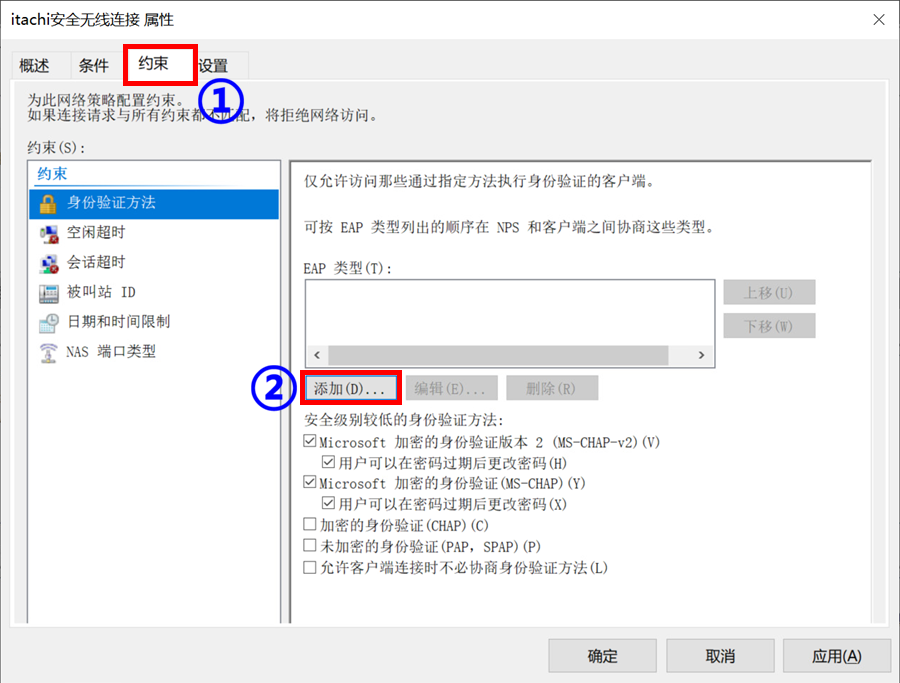 itachi安全无线连接 属性
概述 条件 约束 设置
①
为此网络策略配置约束。
如果连接请求与所有约束都不匹配，将拒绝网络访问。
约束(S):
约束
身份验证方法
空闲超时
会话超时
被叫站 ID
日期和时间限制
NAS 端口类型
仅允许访问那些通过指定方法执行身份验证的客户端。
可按 EAP 类型列出的顺序在 NPS 和客户端之间协商这些类型。
EAP 类型(T):
上移(U)
下移(W)
②
添加(D)... 编辑(E)... 删除(R)
安全级别较低的身份验证方法:
Microsoft 加密的身份验证版本 2 (MS-CHAP-v2)(V)
用户可以在密码过期后更改密码(H)
Microsoft 加密的身份验证(MS-CHAP)(Y)
用户可以在密码过期后更改密码(X)
加密的身份验证(CHAP)(C)
未加密的身份验证(PAP, SPAP)(P)
允许客户端连接时不必协商身份验证方法(L)
确定 取消 应用(A)